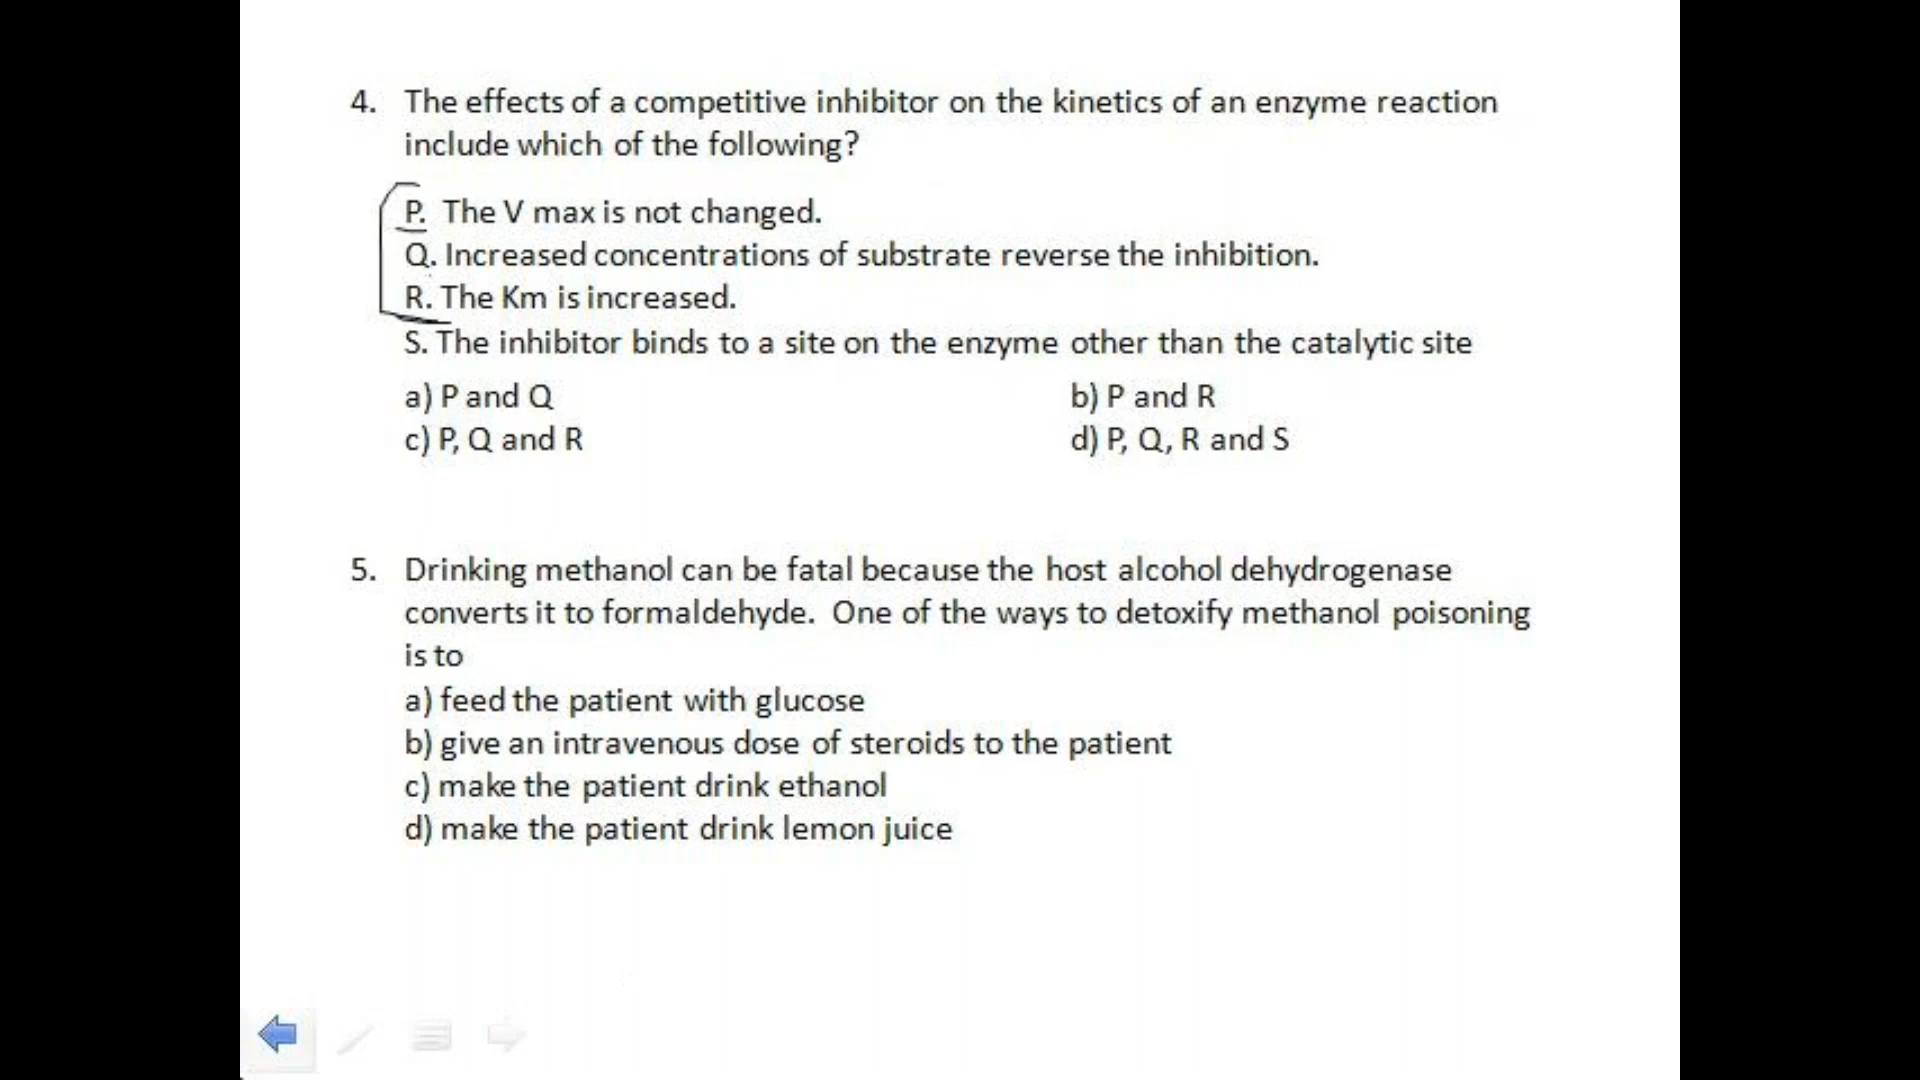 4. The effects of a competitive inhibitor on the kinetics of an enzyme reaction
include which of the following?
P. The V max is not changed.
Q. Increased concentrations of substrate reverse the inhibition.
R. The Km is increased.
S. The inhibitor binds to a site on the enzyme other than the catalytic site
a) P and Q b) P and R
c) P, Q and R d) P, Q, R and S
5. Drinking methanol can be fatal because the host alcohol dehydrogenase
converts it to formaldehyde. One of the ways to detoxify methanol poisoning
is to
a) feed the patient with glucose
b) give an intravenous dose of steroids to the patient
c) make the patient drink ethanol
d) make the patient drink lemon juice